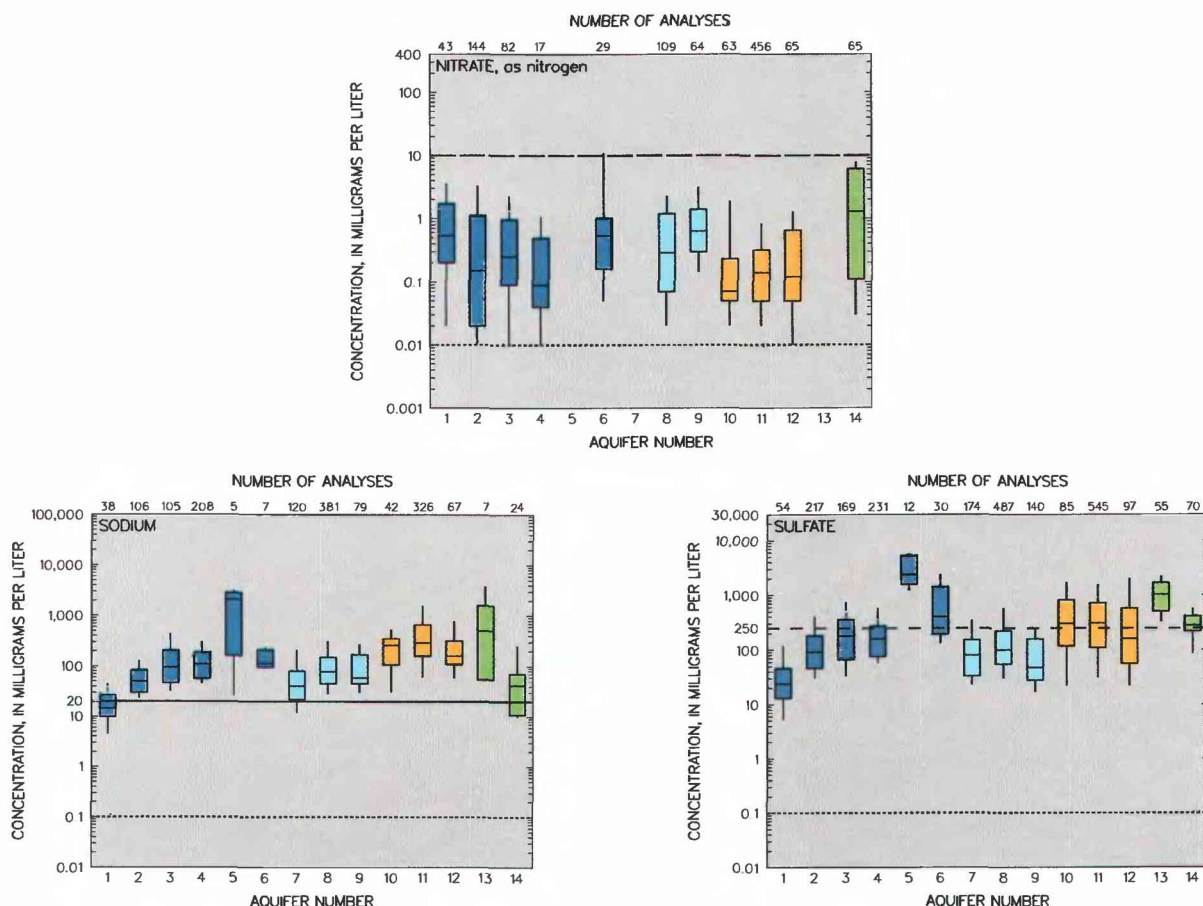 NUMBER OF ANALYSES
43 144 82 17 29 109 64 63 456 65 65
NITRATE, as nitrogen
400
100
10
1
0.1
0.01
0.001
CONCENTRATION, IN MILLIGRAMS PER LITER
1 2 3 4 5 6 7 8 9 10 11 12 13 14
AQUIFER NUMBER
NUMBER OF ANALYSES
38 106 105 208 5 7 120 381 79 42 326 67 7 24
SODIUM
100,000
10,000
1,000
100
20
10
1
0.1
0.01
CONCENTRATION, IN MILLIGRAMS PER LITER
1 2 3 4 5 6 7 8 9 10 11 12 13 14
AQUIFER NUMBER
NUMBER OF ANALYSES
54 217 169 231 12 30 174 487 140 85 545 97 55 70
SULFATE
30,000
10,000
1,000
250
100
10
1
0.1
0.01
CONCENTRATION, IN MILLIGRAMS PER LITER
1 2 3 4 5 6 7 8 9 10 11 12 13 14
AQUIFER NUMBER